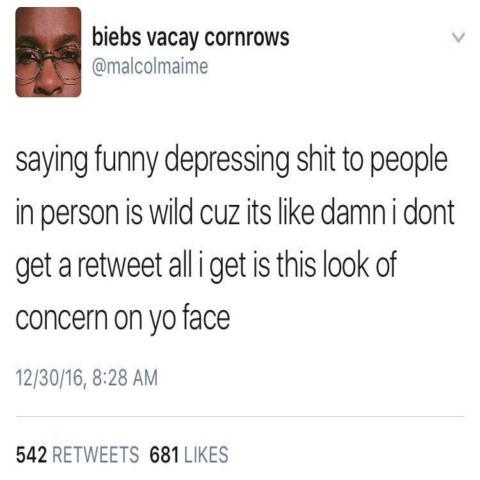 biebs vacay cornrows
@malcolmaime
saying funny depressing shit to people
in person is wild cuz its like damn i dont
get a retweet all i get is this look of
concern on yo face
12/30/16, 8:28 AM
542 RETWEETS 681 LIKES